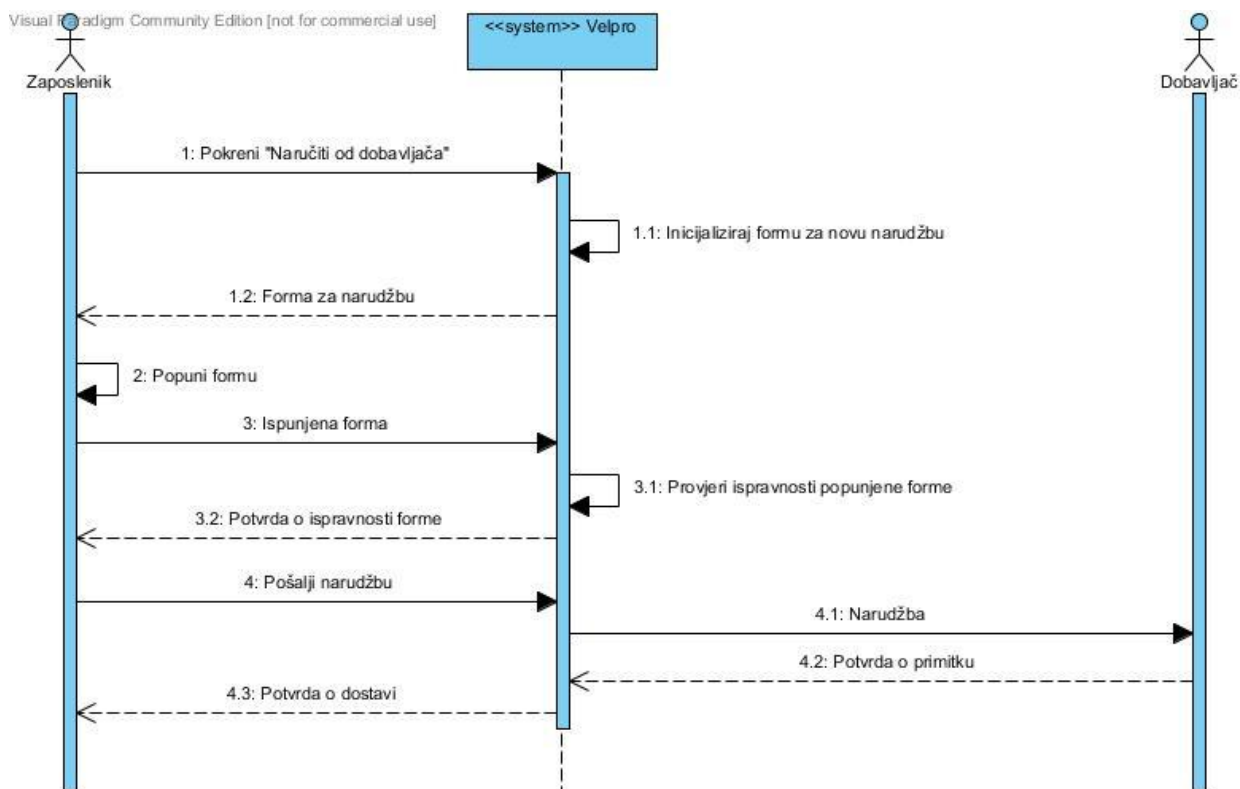 Visual Paradigm Community Edition [not for commercial use]
<<system>> Velpro
Zaposlenik
Dobavljač
1: Pokreni "Naručiti od dobavljača"
1.1: Inicijaliziraj formu za novu narudžbu
1.2: Forma za narudžbu
2: Popuni formu
3: Ispunjena forma
3.1: Provjeri ispravnosti popunjene forme
3.2: Potvrda o ispravnosti forme
4: Pošalji narudžbu
4.1: Narudžba
4.2: Potvrda o primitku
4.3: Potvrda o dostavi